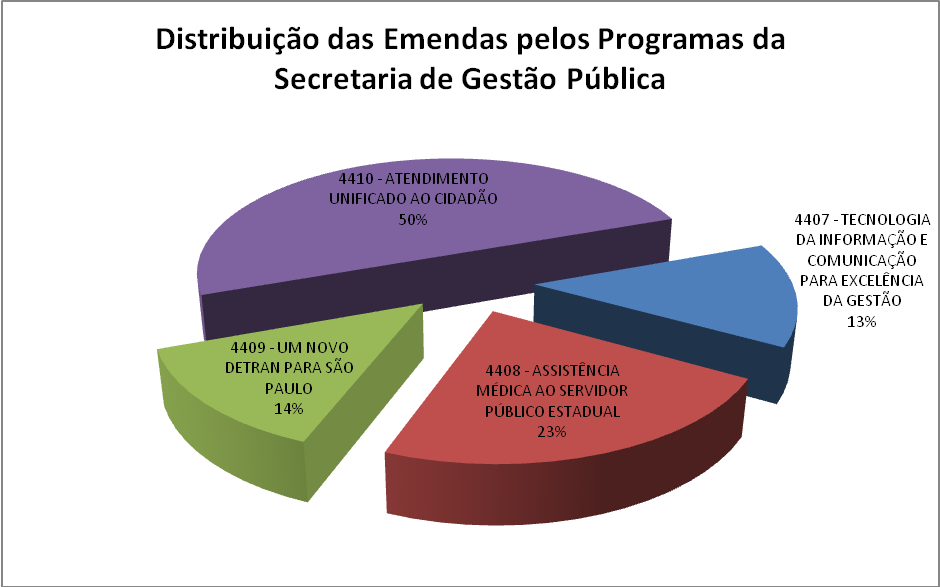 Distribuição das Emendas pelos Programas da
Secretaria de Gestão Pública
4410 - ATENDIMENTO
UNIFICADO AO CIDADÃO
50%
4407 - TECNOLOGIA
DA INFORMAÇÃO E
COMUNICAÇÃO
PARA EXCELÊNCIA
DA GESTÃO
13%
4409 - UM NOVO
DETRAN PARA SÃO
PAULO
14%
4408 - ASSISTÊNCIA
MÉDICA AO SERVIDOR
PÚBLICO ESTADUAL
23%